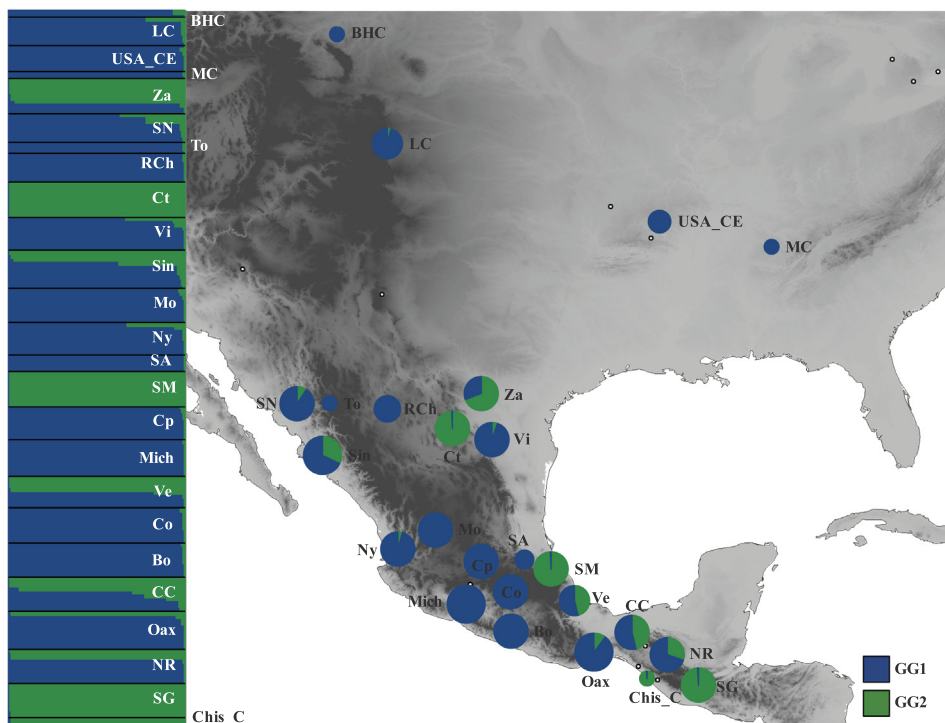 BHC
LC
USA_CE
MC
Za
SN
To
RCh
Ct
Vi
Sin
Mo
Ny
SA
SM
Cp
Mich
Ve
Co
Bo
CC
Oax
NR
SG
Chis_C
BHC
LC
USA_CE
MC
Za
SN
To
RCh
Vi
Ct
Sin
Mo
Ny
SA
Cp
SM
Co
Ve
Mich
CC
Bo
NR
Oax
Chis_C
SG
GG1
GG2